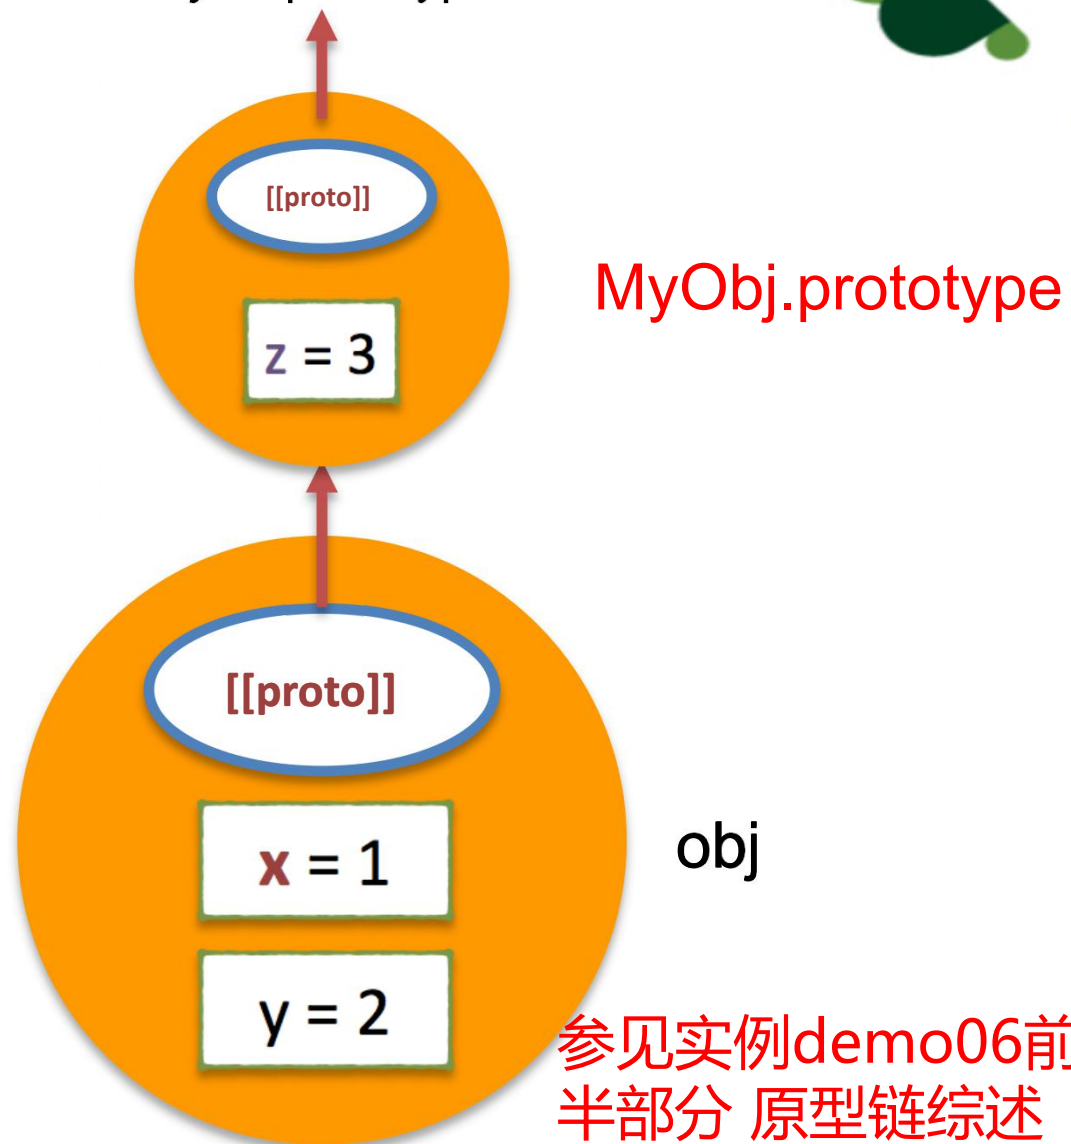 [[proto]]
MyObj.prototype
z = 3
[[proto]]
x = 1
obj
y = 2
参见实例demo06前
半部分 原型链综述